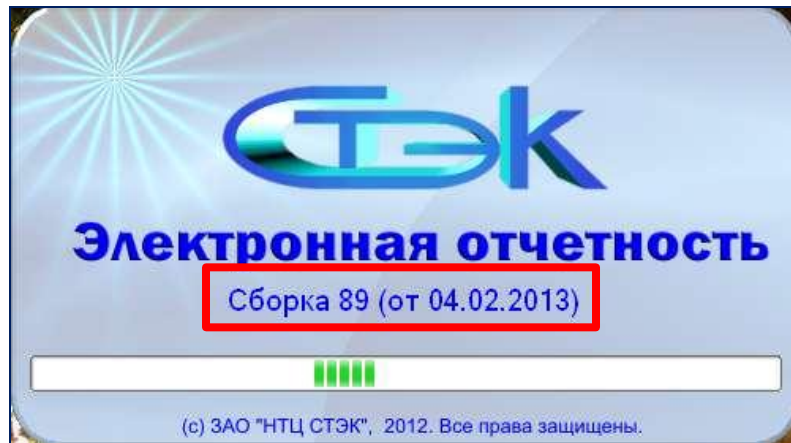 СТЭК
Электронная отчетность
Сборка 89 (от 04.02.2013)
(с) ЗАО "НТЦ СТЭК", 2012. Все права защищены.